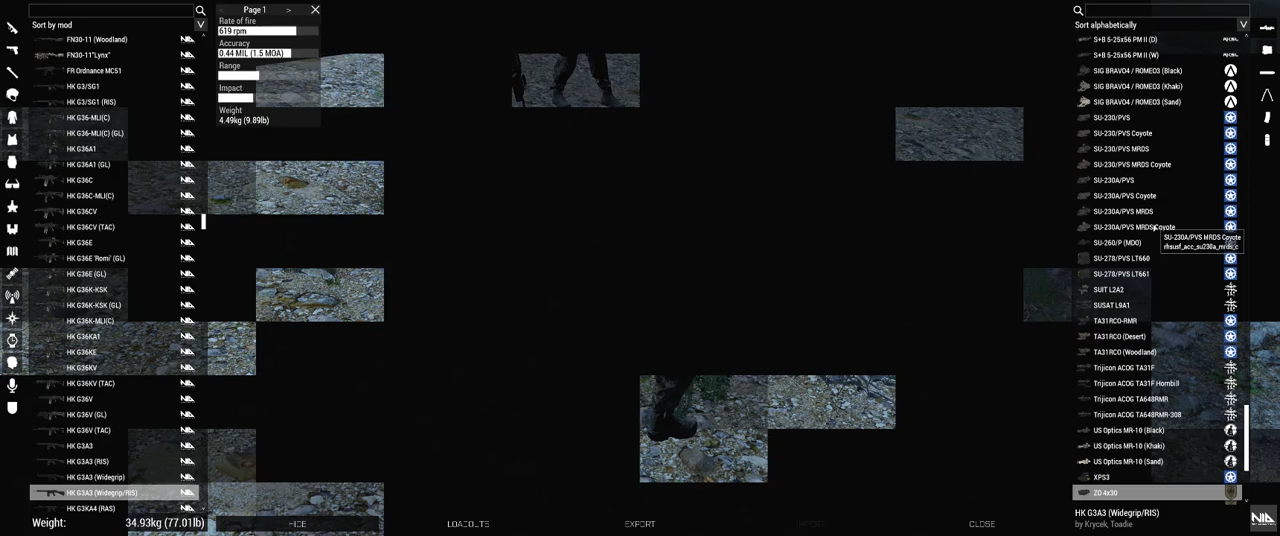 Sort by mod
FN30-11 (Woodland)
FN30-11"Lynx"
FR Ordnance MC51
HK G3/SG1
HK G3/SG1 (RIS)
HK G36-MLI(C)
HK G36-MLI(C) (GL)
HK G36A1
HK G36A1 (GL)
HK G36C
HK G36C-MLI(C)
HK G36CV
HK G36CV (TAC)
HK G36E
HK G36E 'Romi' (GL)
HK G36E (GL)
HK G36K-KSK
HK G36K-KSK (GL)
HK G36K-MLI(C)
HK G36KA1
HK G36KE
HK G36KV
HK G36KV (TAC)
HK G36V
HK G36V (GL)
HK G36V (TAC)
HK G3A3
HK G3A3 (RIS)
HK G3A3 (Widegrip)
HK G3A3 (Widegrip/RIS)
HK G3KA4 (RAS)
Weight: 34.93kg (77.01lb)
< Page 1 > X
Rate of fire
619 rpm
Accuracy
0.44 MIL (1.5 MOA)
Range
Impact
Weight
4.49kg (9.89lb)
HIDE
LOADOUTS
EXPORT
IMPORT
CLOSE
Sort alphabetically
S+B 5-25x56 PM II (D)
S+B 5-25x56 PM II (W)
SIG BRAVO4 / ROMEO3 (Black)
SIG BRAVO4 / ROMEO3 (Khaki)
SIG BRAVO4 / ROMEO3 (Sand)
SU-230/PVS
SU-230/PVS Coyote
SU-230/PVS MRDS
SU-230/PVS MRDS Coyote
SU-230A/PVS
SU-230A/PVS Coyote
SU-230A/PVS MRDS
SU-230A/PVS MRDS Coyote
SU-230A/PVS MRDS Coyote
rhsusf_acc_su230a_mrds_c
SU-260/P (MDO)
SU-278/PVS LT660
SU-278/PVS LT661
SUIT L2A2
SUSAT L9A1
TA31RCO-RMR
TA31RCO (Desert)
TA31RCO (Woodland)
Trijicon ACOG TA31F
Trijicon ACOG TA31F Hornbill
Trijicon ACOG TA648RMR
Trijicon ACOG TA648RMR-308
US Optics MR-10 (Black)
US Optics MR-10 (Khaki)
US Optics MR-10 (Sand)
XPS3
ZO 4x30
HK G3A3 (Widegrip/RIS)
by Krycek, Toadie
NIA